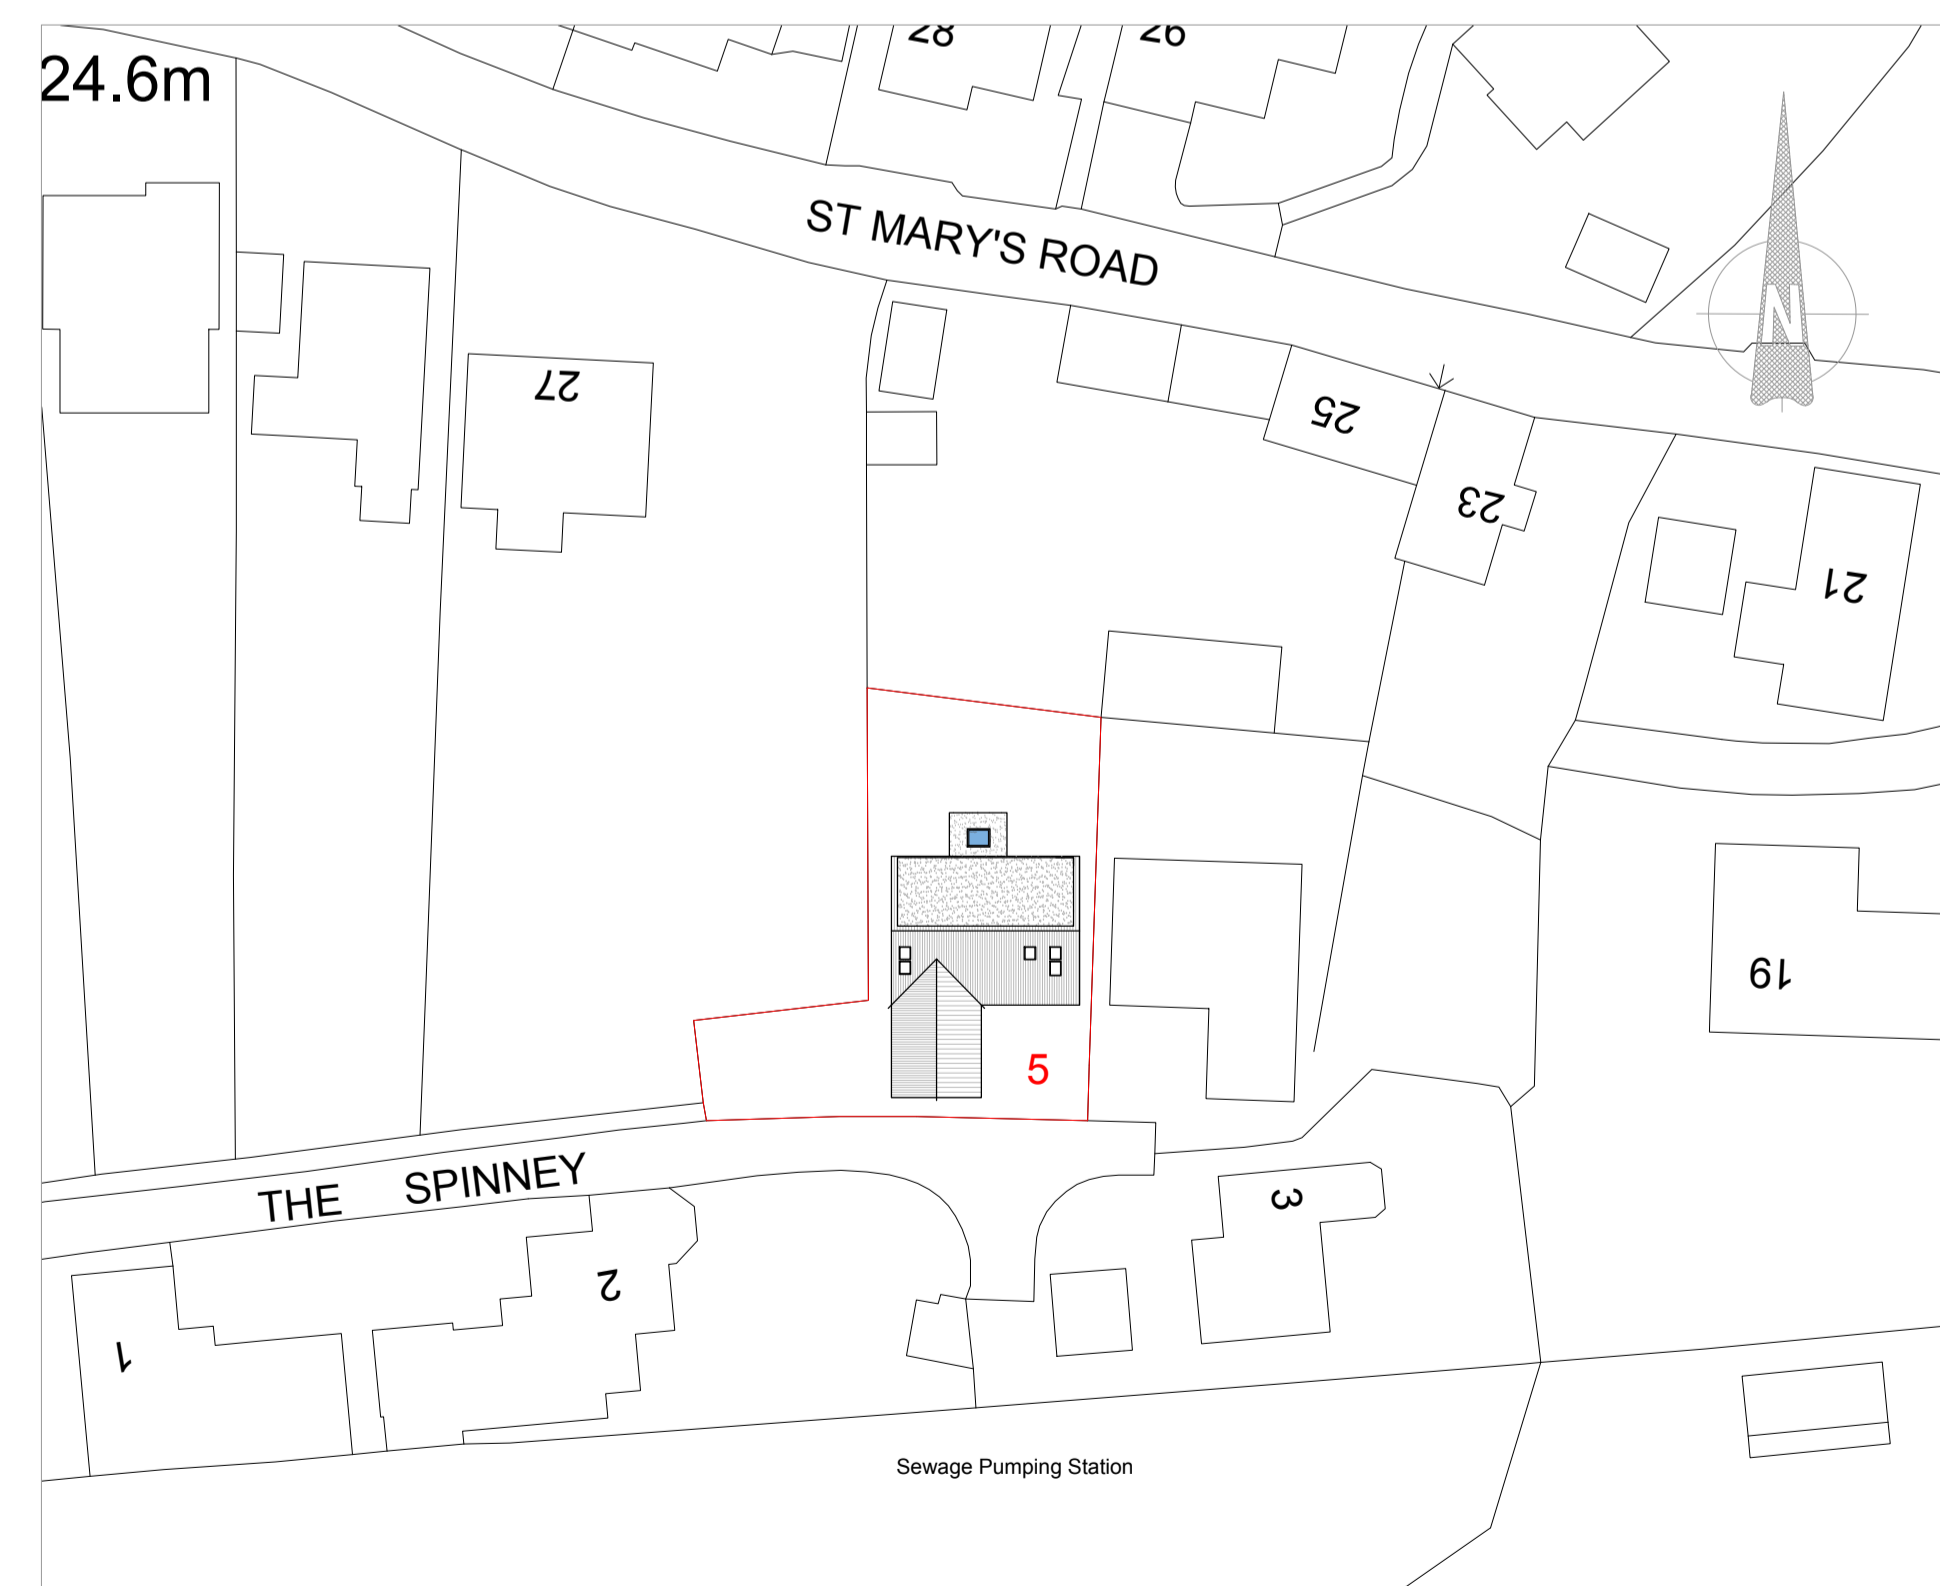 24.6m
28
26
ST MARY'S ROAD
N
27
25
23
21
19
5
THE SPINNEY
3
2
1
Sewage Pumping Station